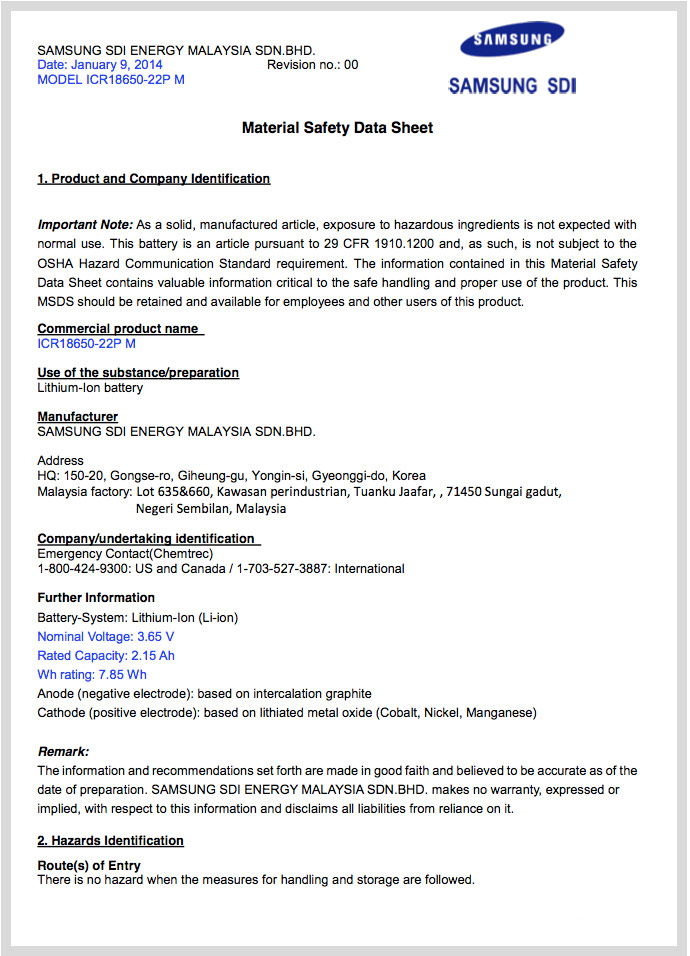 SAMSUNG
SAMSUNG SDI
SAMSUNG SDI ENERGY MALAYSIA SDN.BHD.
Date: January 9, 2014 Revision no.: 00
MODEL ICR18650-22P M
Material Safety Data Sheet
1. Product and Company Identification
Important Note: As a solid, manufactured article, exposure to hazardous ingredients is not expected with
normal use. This battery is an article pursuant to 29 CFR 1910.1200 and, as such, is not subject to the
OSHA Hazard Communication Standard requirement. The information contained in this Material Safety
Data Sheet contains valuable information critical to the safe handling and proper use of the product. This
MSDS should be retained and available for employees and other users of this product.
Commercial product name
ICR18650-22P M
Use of the substance/preparation
Lithium-Ion battery
Manufacturer
SAMSUNG SDI ENERGY MALAYSIA SDN.BHD.
Address
HQ: 150-20, Gongse-ro, Giheung-gu, Yongin-si, Gyeonggi-do, Korea
Malaysia factory: Lot 635&660, Kawasan perindustrian, Tuanku Jaafar, , 71450 Sungai gadut,
Negeri Sembilan, Malaysia
Company/undertaking identification
Emergency Contact(Chemtrec)
1-800-424-9300: US and Canada / 1-703-527-3887: International
Further Information
Battery-System: Lithium-Ion (Li-ion)
Nominal Voltage: 3.65 V
Rated Capacity: 2.15 Ah
Wh rating: 7.85 Wh
Anode (negative electrode): based on intercalation graphite
Cathode (positive electrode): based on lithiated metal oxide (Cobalt, Nickel, Manganese)
Remark:
The information and recommendations set forth are made in good faith and believed to be accurate as of the
date of preparation. SAMSUNG SDI ENERGY MALAYSIA SDN.BHD. makes no warranty, expressed or
implied, with respect to this information and disclaims all liabilities from reliance on it.
2. Hazards Identification
Route(s) of Entry
There is no hazard when the measures for handling and storage are followed.